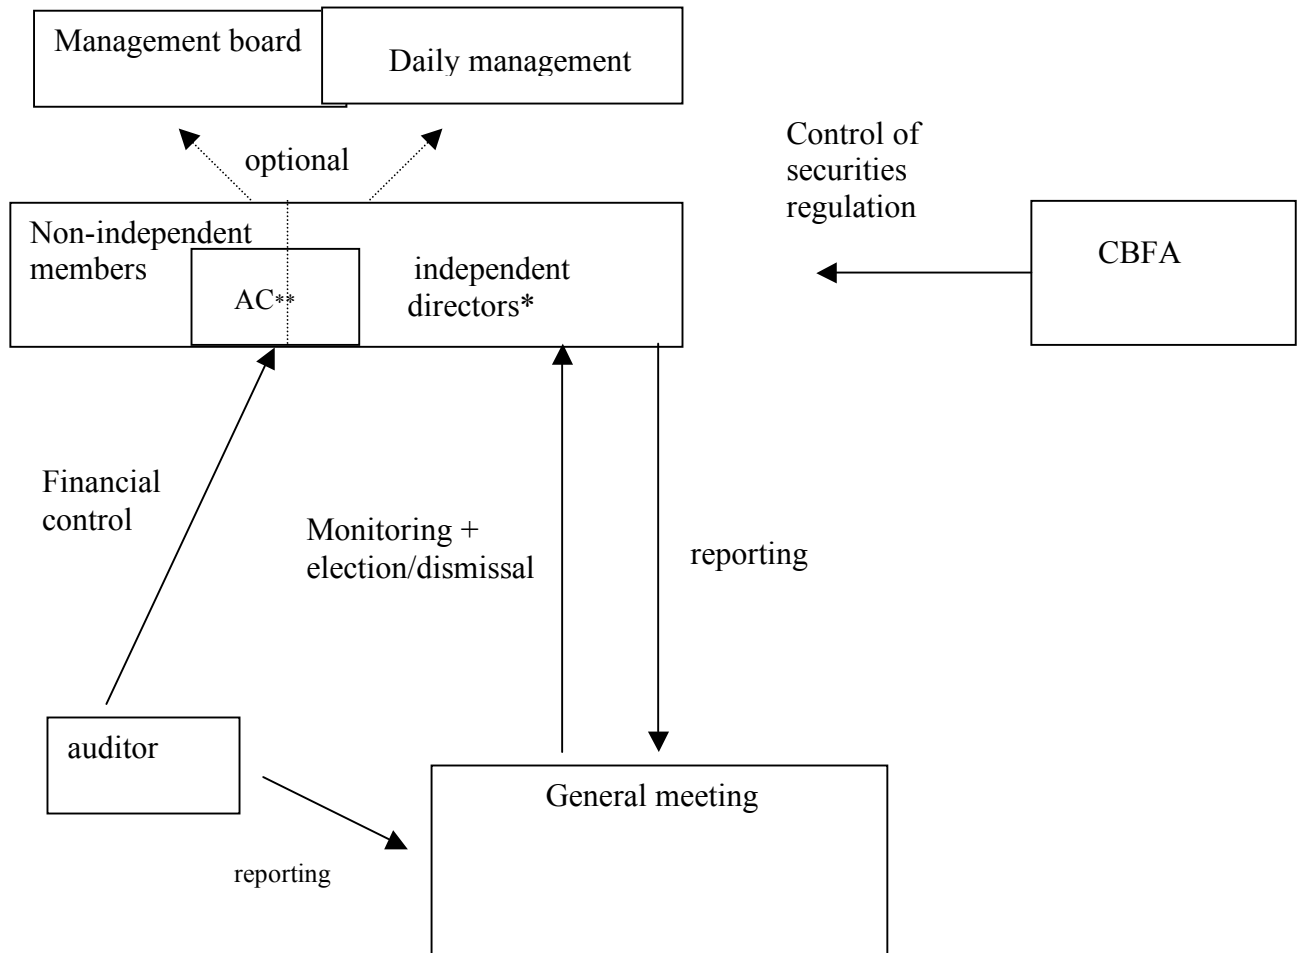 Management board
Daily management
optional
Control of
securities
regulation
Non-independent
members
AC**
independent
directors*
CBFA
Financial
control
Monitoring +
election/dismissal
reporting
auditor
General meeting
reporting